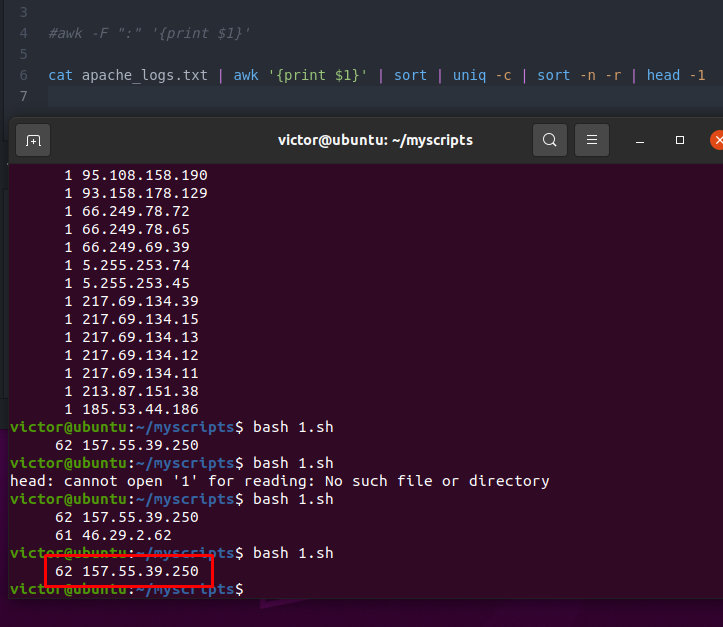 3
4 #awk -F ":" '{print $1}'
5
6 cat apache_logs.txt | awk '{print $1}' | sort | uniq -c | sort -n -r | head -1
7
victor@ubuntu: ~/myscripts
1 95.108.158.190
1 93.158.178.129
1 66.249.78.72
1 66.249.78.65
1 66.249.69.39
1 5.255.253.74
1 5.255.253.45
1 217.69.134.39
1 217.69.134.15
1 217.69.134.13
1 217.69.134.12
1 217.69.134.11
1 213.87.151.38
1 185.53.44.186
victor@ubuntu:~/myscripts$ bash 1.sh
62 157.55.39.250
victor@ubuntu:~/myscripts$ bash 1.sh
head: cannot open '1' for reading: No such file or directory
victor@ubuntu:~/myscripts$ bash 1.sh
62 157.55.39.250
61 46.29.2.62
victor@ubuntu:~/myscripts$ bash 1.sh
62 157.55.39.250
victor@ubuntu:~/myscripts$